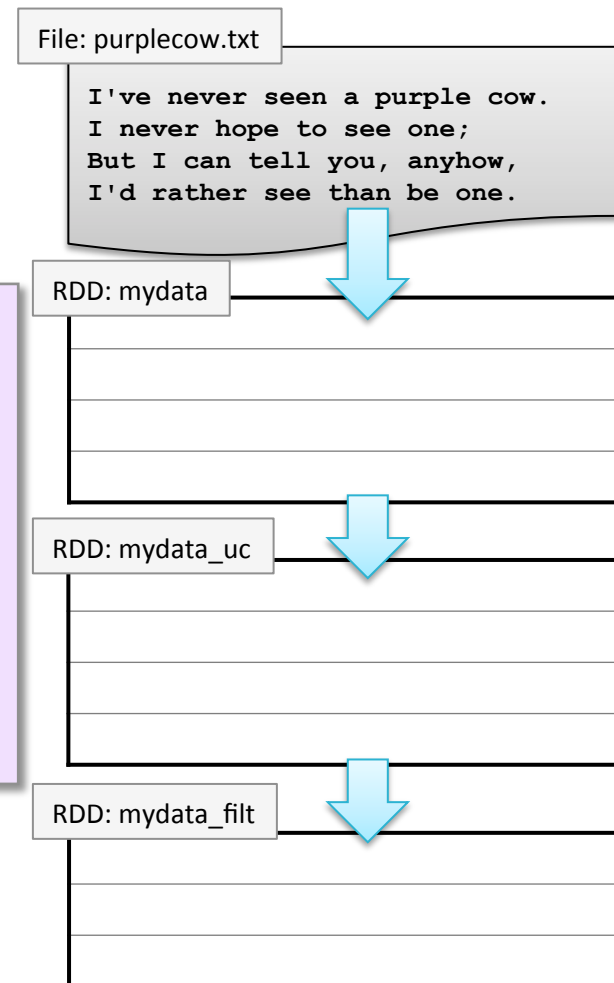 File: purplecow.txt
I've never seen a purple cow.
I never hope to see one;
But I can tell you, anyhow,
I'd rather see than be one.
RDD: mydata
RDD: mydata_uc
RDD: mydata_filt